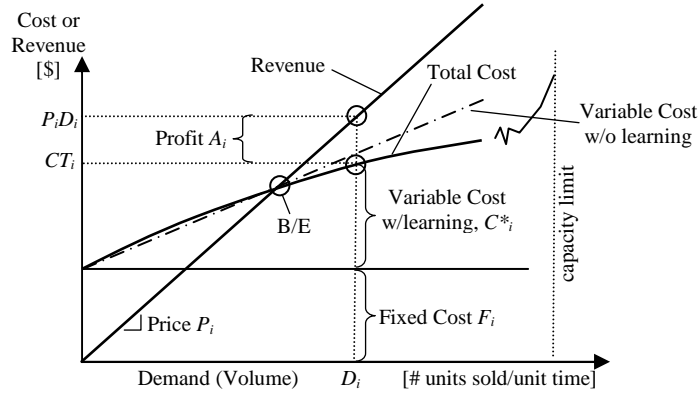 Cost or
Revenue
[$]
Revenue
Total Cost
PᵢDᵢ
Profit Aᵢ
Variable Cost
w/o learning
CTᵢ
Variable Cost
w/learning, C*ᵢ
B/E
capacity limit
Price Pᵢ
Fixed Cost Fᵢ
Demand (Volume) Dᵢ [# units sold/unit time]